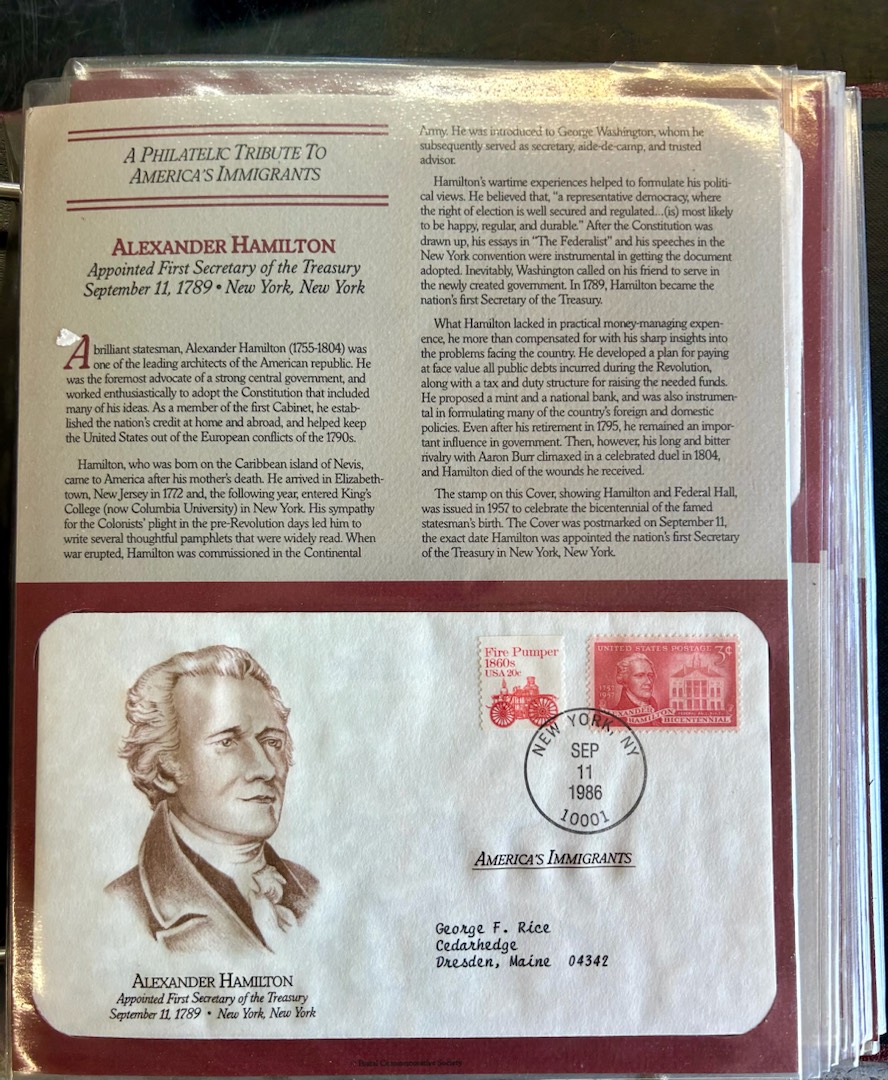 A PHILATELIC TRIBUTE TO
AMERICA'S IMMIGRANTS
ALEXANDER HAMILTON
Appointed First Secretary of the Treasury
September 11, 1789 • New York, New York
A brilliant statesman, Alexander Hamilton (1755-1804) was
one of the leading architects of the American republic. He
was the foremost advocate of a strong central government, and
worked enthusiastically to adopt the Constitution that included
many of his ideas. As a member of the first Cabinet, he estab-
lished the nation's credit at home and abroad, and helped keep
the United States out of the European conflicts of the 1790s.
Hamilton, who was born on the Caribbean island of Nevis,
came to America after his mother's death. He arrived in Elizabeth-
town, New Jersey in 1772 and, the following year, entered King's
College (now Columbia University) in New York. His sympathy
for the Colonists' plight in the pre-Revolution days led him to
write several thoughtful pamphlets that were widely read. When
war erupted, Hamilton was commissioned in the Continental
Army. He was introduced to George Washington, whom he
subsequently served as secretary, aide-de-camp, and trusted
advisor.
Hamilton's wartime experiences helped to formulate his politi-
cal views. He believed that, "a representative democracy, where
the right of election is well secured and regulated...(is) most likely
to be happy, regular, and durable." After the Constitution was
drawn up, his essays in "The Federalist" and his speeches in the
New York convention were instrumental in getting the document
adopted. Inevitably, Washington called on his friend to serve in
the newly created government. In 1789, Hamilton became the
nation's first Secretary of the Treasury.
What Hamilton lacked in practical money-managing experi-
ence, he more than compensated for with his sharp insights into
the problems facing the country. He developed a plan for paying
at face value all public debts incurred during the Revolution,
along with a tax and duty structure for raising the needed funds.
He proposed a mint and a national bank, and was also instrumen-
tal in formulating many of the country's foreign and domestic
policies. Even after his retirement in 1795, he remained an impor-
tant influence in government. Then, however, his long and bitter
rivalry with Aaron Burr climaxed in a celebrated duel in 1804,
and Hamilton died of the wounds he received.
The stamp on this Cover, showing Hamilton and Federal Hall,
was issued in 1957 to celebrate the bicentennial of the famed
statesman's birth. The Cover was postmarked on September 11,
the exact date Hamilton was appointed the nation's first Secretary
of the Treasury in New York, New York.
Fire Pumper
1860s
USA 20c
UNITED STATES POSTAGE 3¢
1757
1957
ALEXANDER
HAMILTON BICENTENNIAL
NEW YORK, NY
SEP
11
1986
10001
AMERICA'S IMMIGRANTS
George F. Rice
Cedarhedge
Dresden, Maine 04342
ALEXANDER HAMILTON
Appointed First Secretary of the Treasury
September 11, 1789 • New York, New York
Postal Commemorative Society